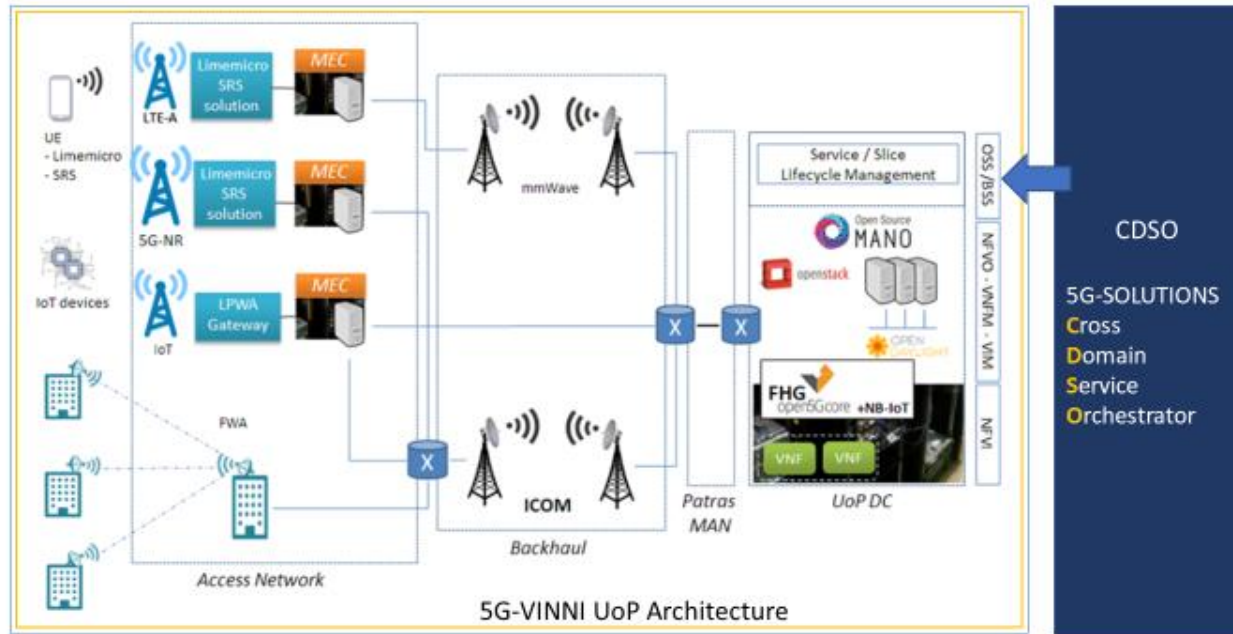 UE
- Limemicro
- SRS
IoT devices
LTE-A
Limemicro
SRS
solution
MEC
5G-NR
Limemicro
SRS
solution
MEC
IoT
LPWA
Gateway
MEC
FWA
Access Network
X
mmWave
ICOM
Backhaul
X
X
Patras
MAN
Service / Slice
Lifecycle Management
Open Source
MANO
openstack
OPEN
DAYLIGHT
FHG
open5Gcore +NB-IoT
VNF
VNF
UoP DC
OSS /BSS
NFVO - VNFM - VIM
NFVI
5G-VINNI UoP Architecture
CDSO
5G-SOLUTIONS
Cross
Domain
Service
Orchestrator